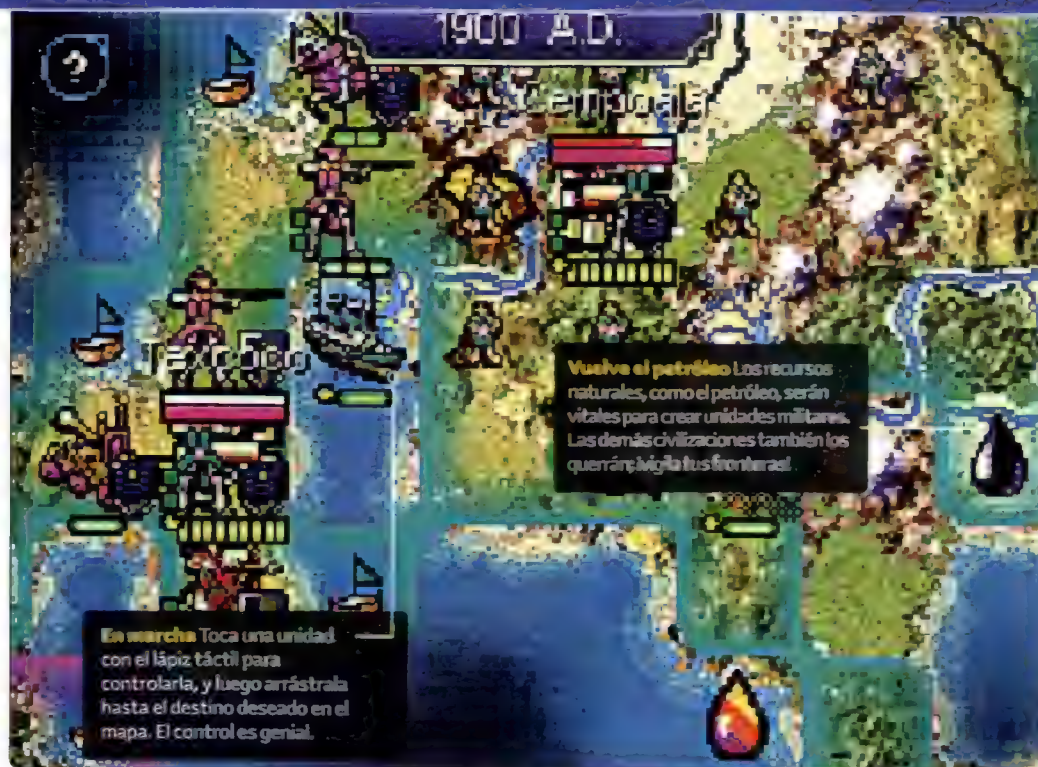 1900 A.D.
?
Texcoco
Vuelve el petróleo Los recursos
naturales, como el petróleo, serán
vitales para crear unidades militares.
Las demás civilizaciones también los
querrán; ¡vigila tus fronteras!
En marcha Toca una unidad
con el lápiz táctil para
controlarla, y luego arrástrala
hasta el destino deseado en el
mapa. El control es genial.